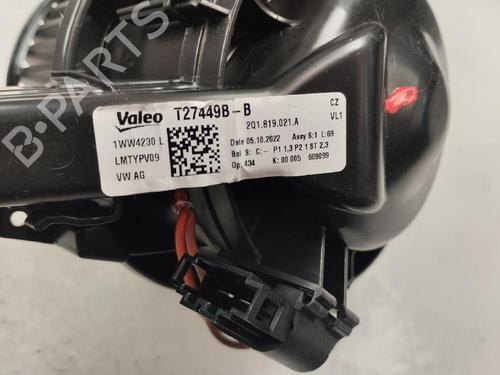 Valeo T27449B-B CZ
2Q1.819.021.A VL1
1WW4230 L Date 05.10.2022 Assy S:1 L:69
LMTYPV09 Bal S: C:- P1 1,3 P2 1 ST 2,3
VW AG Op. 434 K: 00 005 609099
B-PARTS